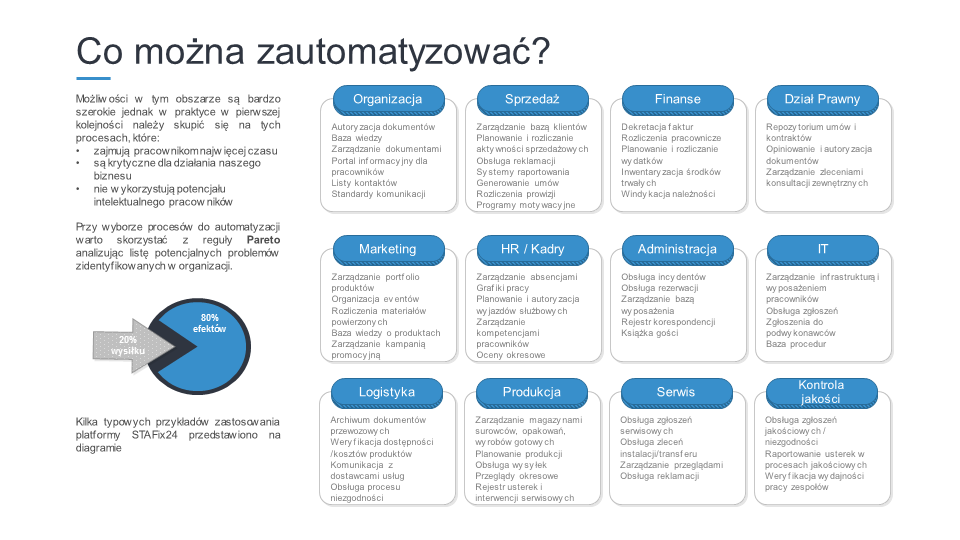 Co można zautomatyzować?
Możliwości w tym obszarze są bardzo
szerokie jednak w praktyce w pierwszej
kolejności należy skupić się na tych
procesach, które:
• zajmują pracownikom najwięcej czasu
• są krytyczne dla działania naszego
biznesu
• nie wykorzystują potencjału
intelektualnego pracowników
Przy wyborze procesów do automatyzacji
warto skorzystać z reguły Pareto
analizując listę potencjalnych problemów
zidentyfikowanych w organizacji.
80%
efektów
20%
wysiłku
Kilka typowych przykładów zastosowania
platformy STAFix24 przedstawiono na
diagramie
Organizacja
Autoryzacja dokumentów
Baza wiedzy
Zarządzanie dokumentami
Portal informacyjny dla
pracowników
Listy kontaktów
Standardy komunikacji
Sprzedaż
Zarządzanie bazą klientów
Planowanie i rozliczanie
aktywności sprzedażowych
Obsługa reklamacji
Systemy raportowania
Generowanie umów
Rozliczenia prowizji
Programy motywacyjne
Finanse
Dekretacja faktur
Rozliczenia pracownicze
Planowanie i rozliczanie
wydatków
Inwentaryzacja środków
trwałych
Windykacja należności
Dział Prawny
Repozytorium umów i
kontraktów
Opiniowanie i autoryzacja
dokumentów
Zarządzanie zleceniami
konsultacji zewnętrznych
Marketing
Zarządzanie portfolio
produktów
Organizacja eventów
Rozliczenia materiałów
powierzonych
Baza wiedzy o produktach
Zarządzanie kampanią
promocyjną
HR / Kadry
Zarządzanie absencjami
Grafiki pracy
Planowanie i autoryzacja
wyjazdów służbowych
Zarządzanie
kompetencjami
pracowników
Oceny okresowe
Administracja
Obsługa incydentów
Obsługa rezerwacji
Zarządzanie bazą
wyposażenia
Rejestr korespondencji
Książka gości
IT
Zarządzanie infrastrukturą i
wyposażeniem
pracowników
Obsługa zgłoszeń
Zgłoszenia do
podwykonawców
Baza procedur
Logistyka
Archiwum dokumentów
przewozowych
Weryfikacja dostępności
/kosztów produktów
Komunikacja z
dostawcami usług
Obsługa procesu
niezgodności
Produkcja
Zarządzanie magazynami
surowców, opakowań,
wyrobów gotowych
Planowanie produkcji
Obsługa wysyłek
Przeglądy okresowe
Rejestr usterek i
interwencji serwisowych
Serwis
Obsługa zgłoszeń
serwisowych
Obsługa zleceń
instalacji/transferu
Zarządzanie przeglądami
Obsługa reklamacji
Kontrola
jakości
Obsługa zgłoszeń
jakościowych /
niezgodności
Raportowanie usterek w
procesach jakościowych
Weryfikacja wydajności
pracy zespołów